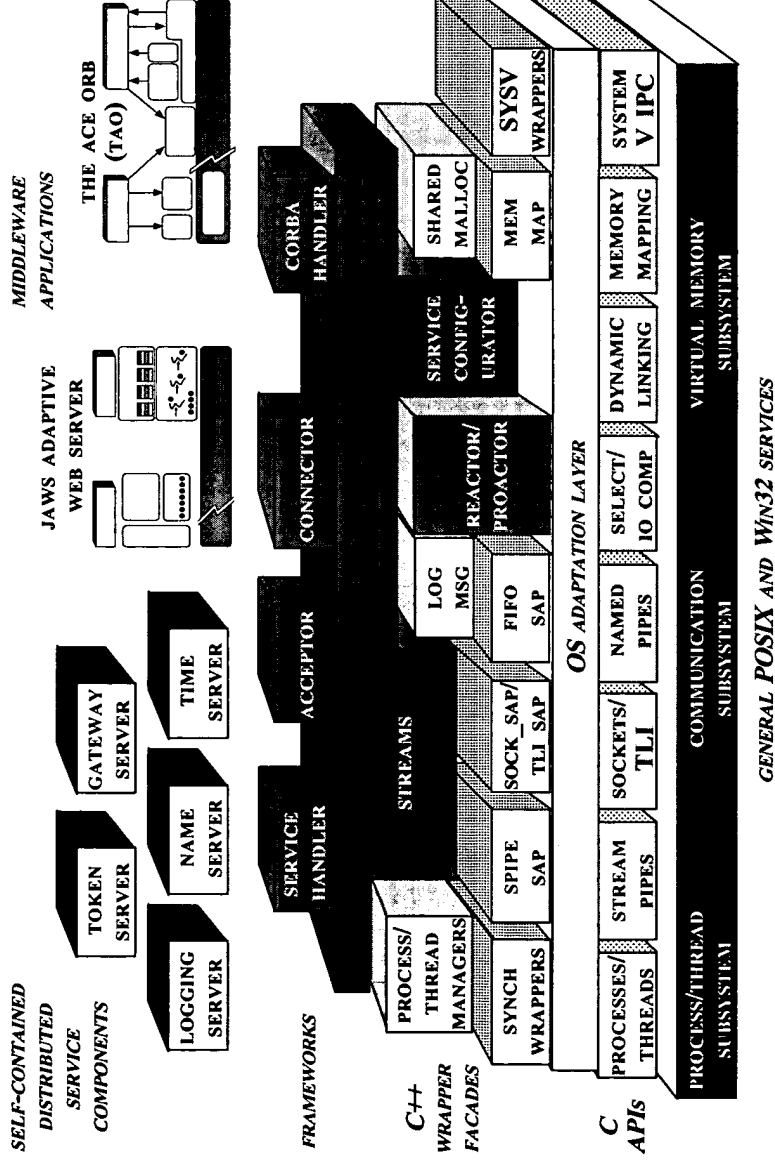 SELF-CONTAINED
DISTRIBUTED
SERVICE
COMPONENTS
TOKEN
SERVER
GATEWAY
SERVER
LOGGING
SERVER
NAME
SERVER
TIME
SERVER
JAWS ADAPTIVE
WEB SERVER
MIDDLEWARE
APPLICATIONS
THE ACE ORB
(TAO)
FRAMEWORKS
SERVICE
HANDLER
ACCEPTOR
CONNECTOR
CORBA
HANDLER
STREAMS
SERVICE
CONFIG-
URATOR
C++
WRAPPER
FACADES
PROCESS/
THREAD
MANAGERS
LOG
MSG
REACTOR/
PROACTOR
SHARED
MALLOC
SYNCH
WRAPPERS
SPIPE
SAP
SOCK_SAP/
TLI SAP
FIFO
SAP
MEM
MAP
SYSV
WRAPPERS
OS ADAPTATION LAYER
C
APIs
PROCESSES/
THREADS
STREAM
PIPES
SOCKETS/
TLI
NAMED
PIPES
SELECT/
IO COMP
DYNAMIC
LINKING
MEMORY
MAPPING
SYSTEM
V IPC
PROCESS/THREAD
SUBSYSTEM
COMMUNICATION
SUBSYSTEM
VIRTUAL MEMORY
SUBSYSTEM
GENERAL POSIX AND WIN32 SERVICES